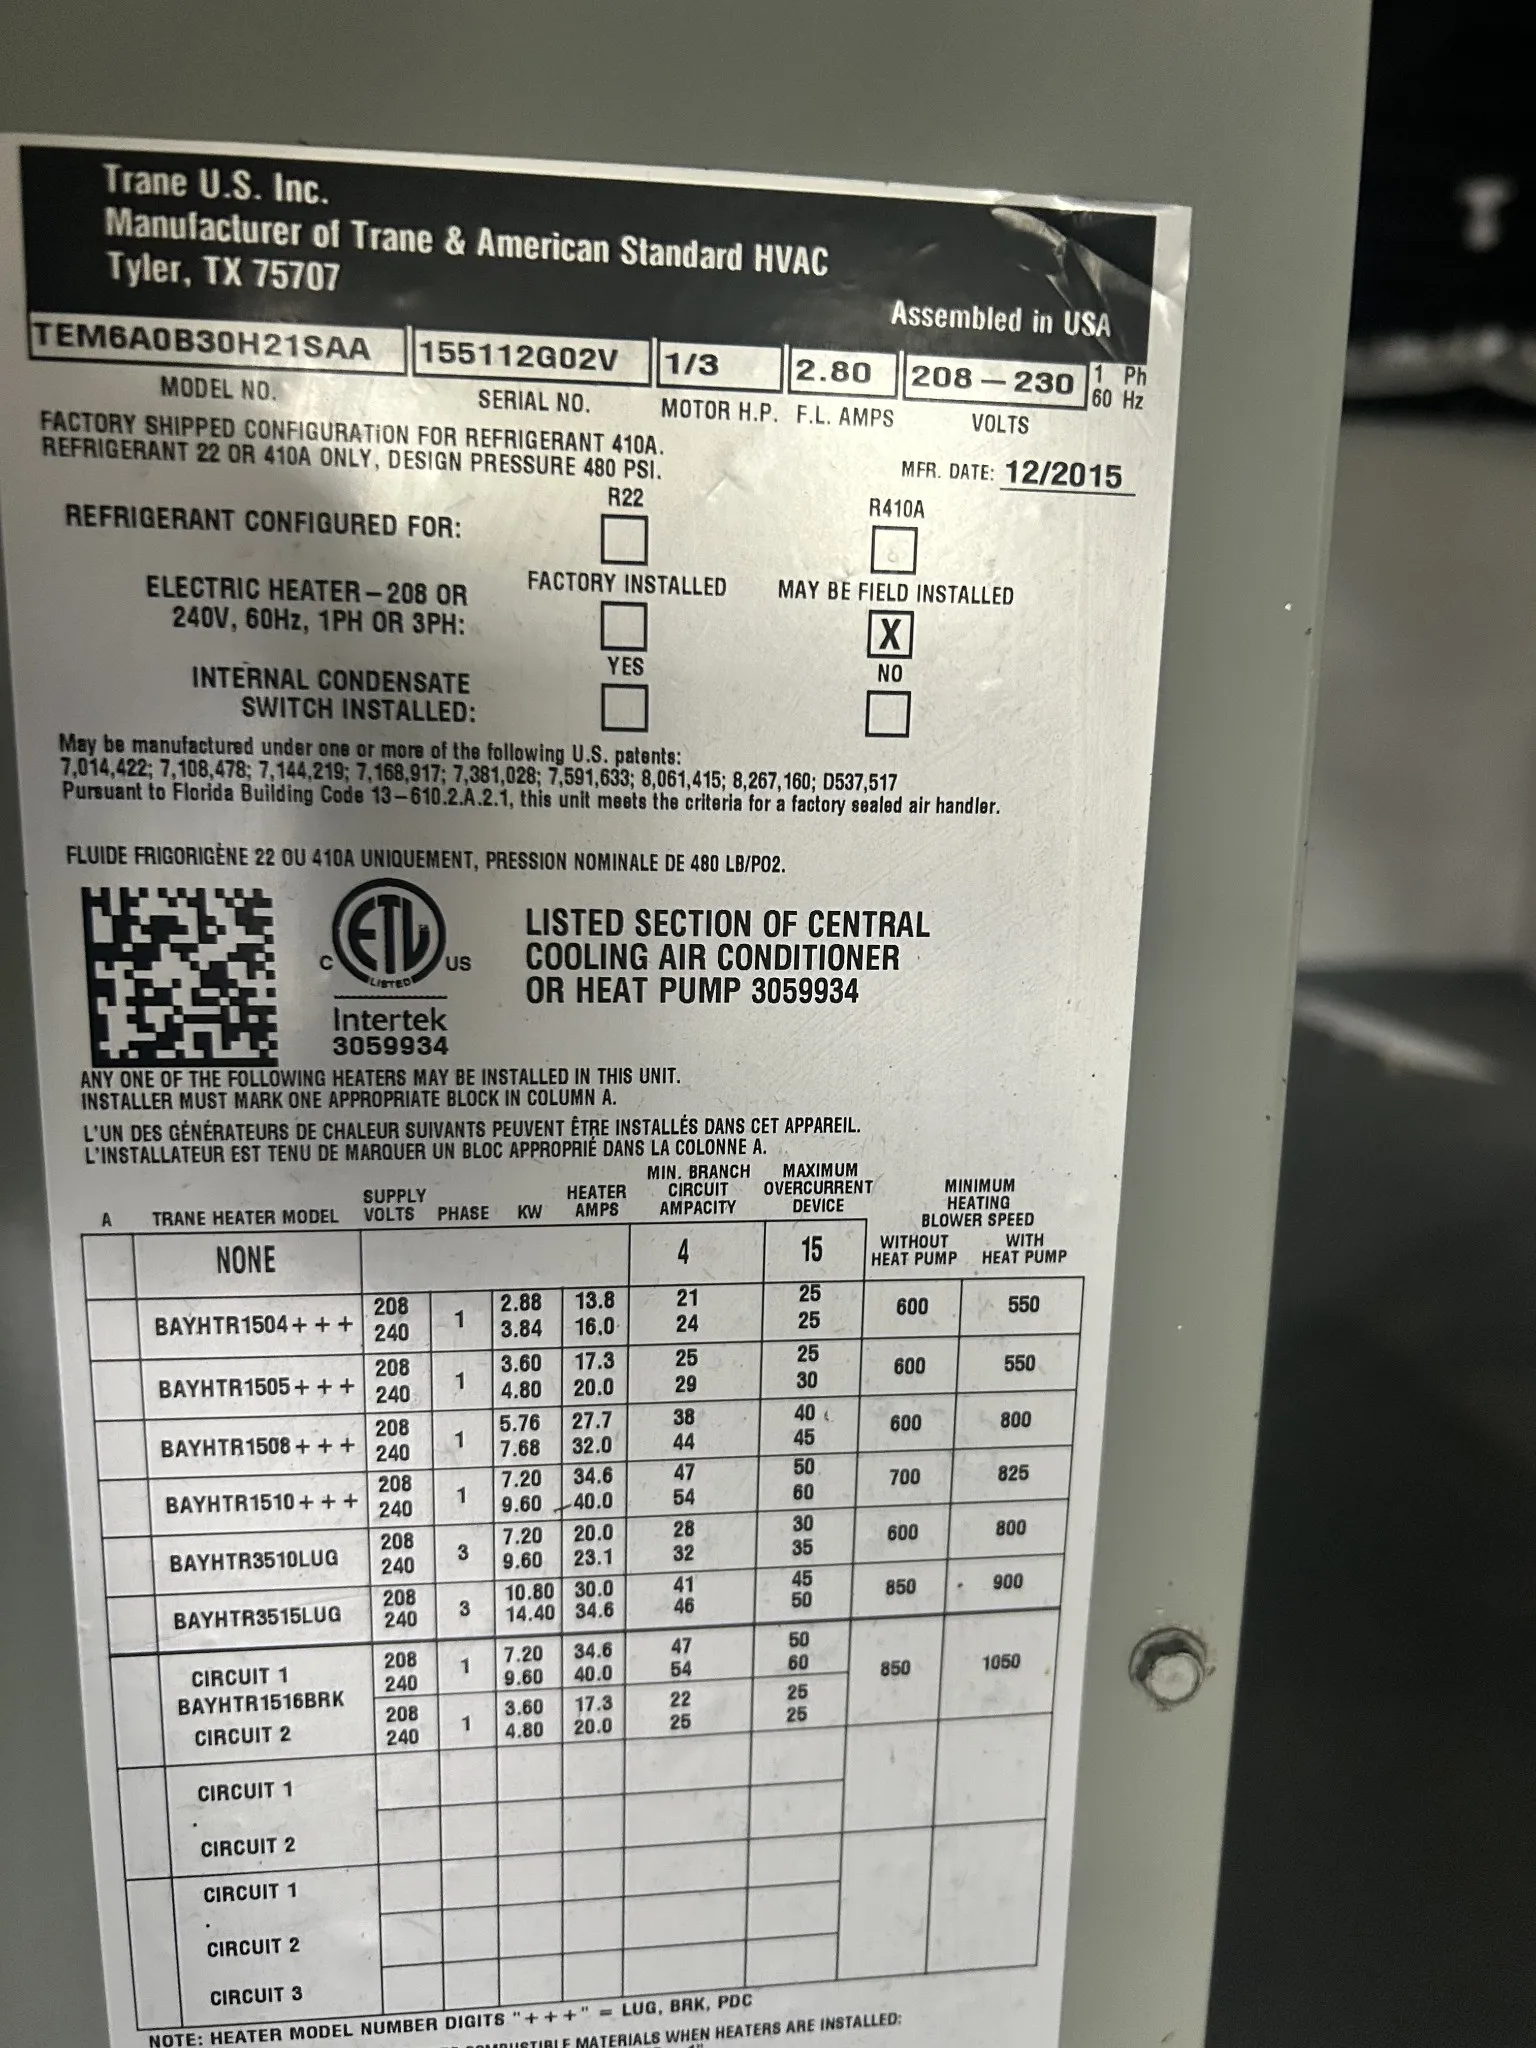 Trane U.S. Inc.
Manufacturer of Trane & American Standard HVAC
Tyler, TX 75707
Assembled in USA
TEM6A0B30H21SAA 155112G02V 1/3 2.80 208 – 230 1 Ph
60 Hz
MODEL NO. SERIAL NO. MOTOR H.P. F.L. AMPS VOLTS
FACTORY SHIPPED CONFIGURATION FOR REFRIGERANT 410A.
REFRIGERANT 22 OR 410A ONLY, DESIGN PRESSURE 480 PSI.
MFR. DATE: 12/2015
R22 R410A
REFRIGERANT CONFIGURED FOR:
FACTORY INSTALLED MAY BE FIELD INSTALLED
ELECTRIC HEATER – 208 OR
240V, 60Hz, 1PH OR 3PH: X
YES NO
INTERNAL CONDENSATE
SWITCH INSTALLED:
May be manufactured under one or more of the following U.S. patents:
7,014,422; 7,108,478; 7,144,219; 7,168,917; 7,381,028; 7,591,633; 8,061,415; 8,267,160; D537,517
Pursuant to Florida Building Code 13–610.2.A.2.1, this unit meets the criteria for a factory sealed air handler.
FLUIDE FRIGORIGÈNE 22 OU 410A UNIQUEMENT, PRESSION NOMINALE DE 480 LB/PO2.
C ETL US
LISTED
Intertek
3059934
LISTED SECTION OF CENTRAL
COOLING AIR CONDITIONER
OR HEAT PUMP 3059934
ANY ONE OF THE FOLLOWING HEATERS MAY BE INSTALLED IN THIS UNIT.
INSTALLER MUST MARK ONE APPROPRIATE BLOCK IN COLUMN A.
L'UN DES GÉNÉRATEURS DE CHALEUR SUIVANTS PEUVENT ÊTRE INSTALLÉS DANS CET APPAREIL.
L'INSTALLATEUR EST TENU DE MARQUER UN BLOC APPROPRIÉ DANS LA COLONNE A.
A TRANE HEATER MODEL SUPPLY VOLTS PHASE KW HEATER AMPS MIN. BRANCH CIRCUIT AMPACITY MAXIMUM OVERCURRENT DEVICE MINIMUM HEATING BLOWER SPEED
WITHOUT HEAT PUMP WITH HEAT PUMP
NONE 4 15
BAYHTR1504+++ 208 1 2.88 13.8 21 25 600 550
240 3.84 16.0 24 25
BAYHTR1505+++ 208 1 3.60 17.3 25 25 600 550
240 4.80 20.0 29 30
BAYHTR1508+++ 208 1 5.76 27.7 38 40 600 800
240 7.68 32.0 44 45
BAYHTR1510+++ 208 1 7.20 34.6 47 50 700 825
240 9.60 40.0 54 60
BAYHTR3510LUG 208 3 7.20 20.0 28 30 600 800
240 9.60 23.1 32 35
BAYHTR3515LUG 208 3 10.80 30.0 41 45 850 900
240 14.40 34.6 46 50
CIRCUIT 1 208 1 7.20 34.6 47 50 850 1050
240 9.60 40.0 54 60
BAYHTR1516BRK
CIRCUIT 2 208 1 3.60 17.3 22 25
240 4.80 20.0 25 25
CIRCUIT 1
CIRCUIT 2
CIRCUIT 1
CIRCUIT 2
CIRCUIT 3
NOTE: HEATER MODEL NUMBER DIGITS "+++" = LUG, BRK, PDC
MATERIALS WHEN HEATERS ARE INSTALLED: